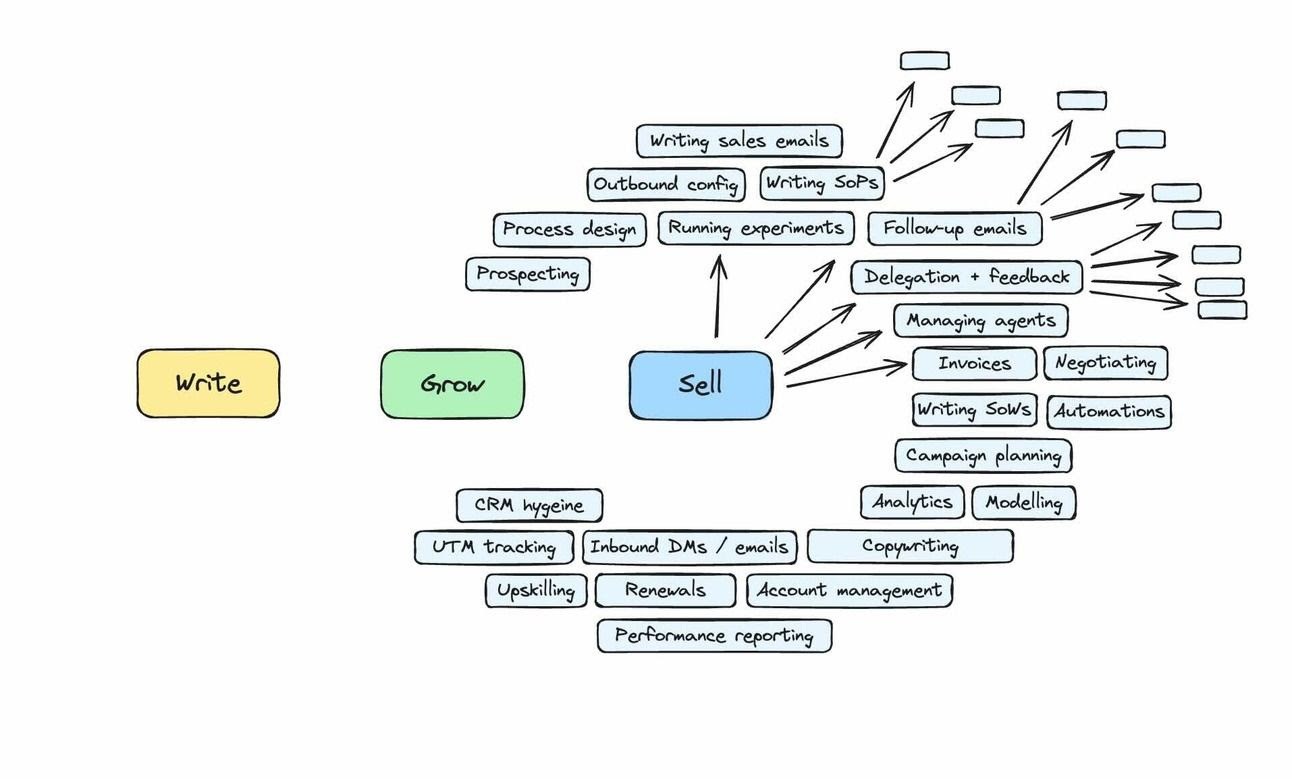 Writing sales emails
Outbound config
Writing SoPs
Process design
Running experiments
Follow-up emails
Prospecting
Delegation + feedback
Managing agents
Write
Grow
Sell
Invoices
Negotiating
Writing SoWs
Automations
Campaign planning
CRM hygeine
Analytics
Modelling
UTM tracking
Inbound DMs / emails
Copywriting
Upskilling
Renewals
Account management
Performance reporting